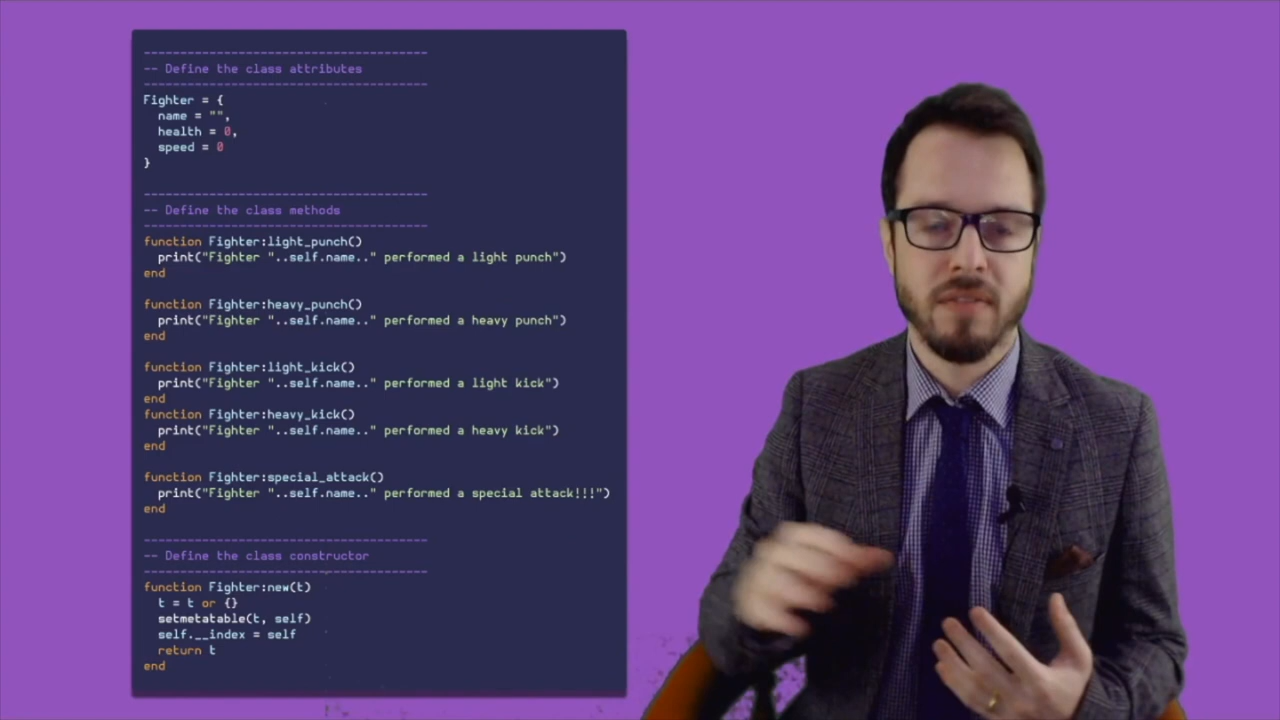 ---------------------------------------
-- Define the class attributes
---------------------------------------
Fighter = {
  name = "",
  health = 0,
  speed = 0
}
---------------------------------------
-- Define the class methods
---------------------------------------
function Fighter:light_punch()
  print("Fighter "..self.name.." performed a light punch")
end
function Fighter:heavy_punch()
  print("Fighter "..self.name.." performed a heavy punch")
end
function Fighter:light_kick()
  print("Fighter "..self.name.." performed a light kick")
end
function Fighter:heavy_kick()
  print("Fighter "..self.name.." performed a heavy kick")
end
function Fighter:special_attack()
  print("Fighter "..self.name.." performed a special attack!!!")
end
---------------------------------------
-- Define the class constructor
---------------------------------------
function Fighter:new(t)
  t = t or {}
  setmetatable(t, self)
  self.__index = self
  return t
end